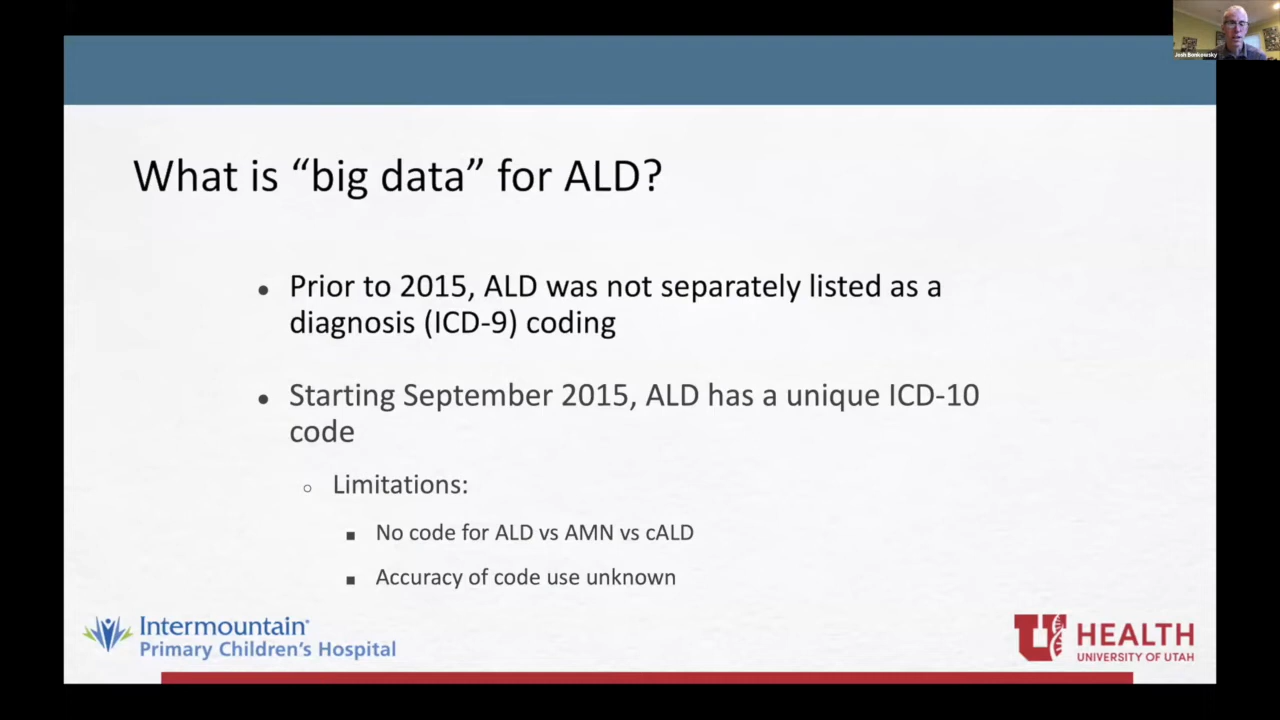 Josh Bonkowsky
What is “big data” for ALD?
● Prior to 2015, ALD was not separately listed as a
diagnosis (ICD-9) coding
● Starting September 2015, ALD has a unique ICD-10
code
○ Limitations:
■ No code for ALD vs AMN vs cALD
■ Accuracy of code use unknown
Intermountain®
Primary Children’s Hospital
U HEALTH
UNIVERSITY OF UTAH